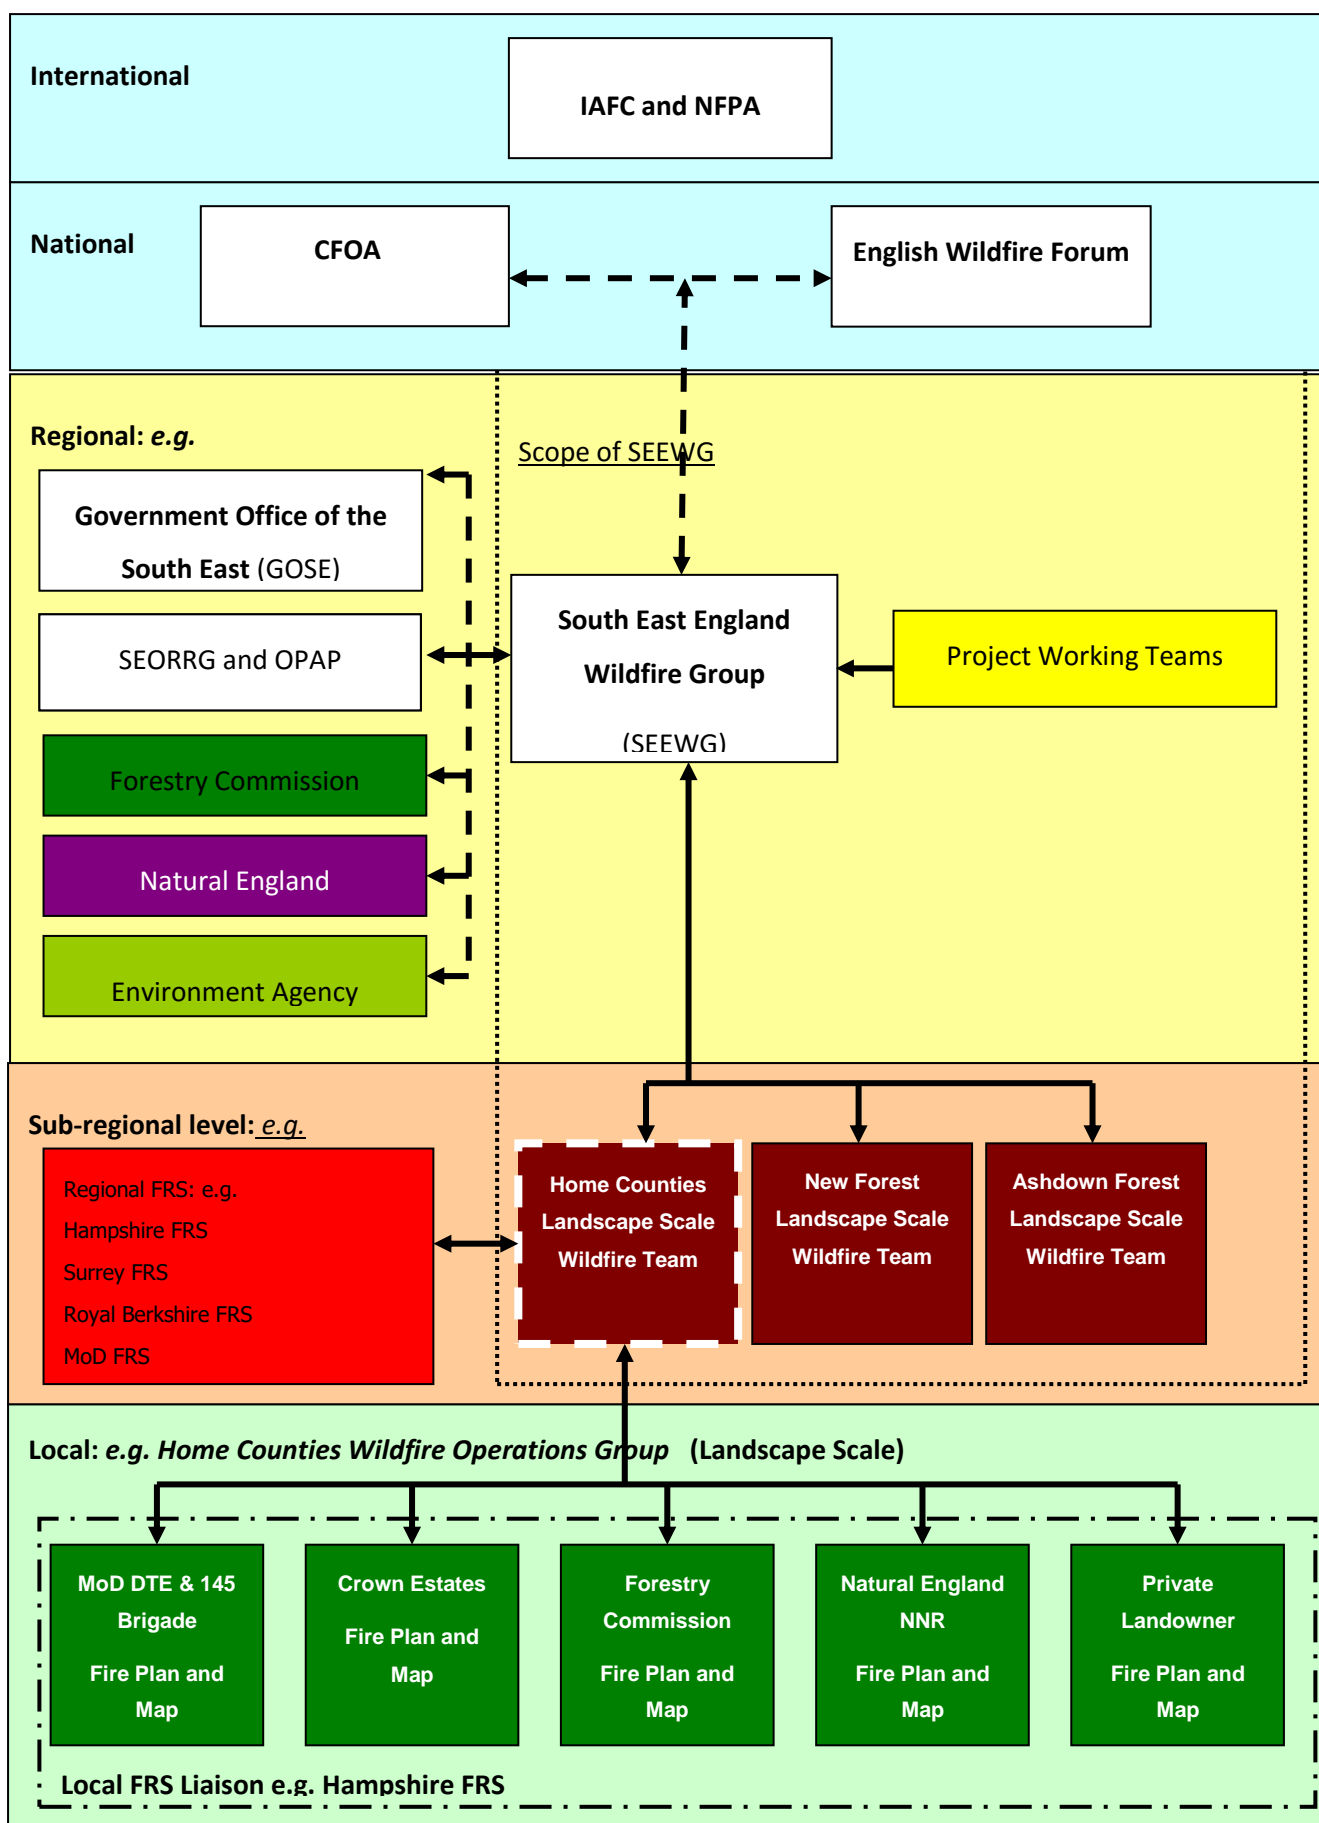 International
IAFC and NFPA
National
CFOA
English Wildfire Forum
Regional: e.g.
Scope of SEEWG
Government Office of the
South East (GOSE)
South East England
Wildfire Group
(SEEWG)
SEORRG and OPAP
Project Working Teams
Forestry Commission
Natural England
Environment Agency
Sub-regional level: e.g.
Regional FRS: e.g.
Hampshire FRS
Surrey FRS
Royal Berkshire FRS
MoD FRS
Home Counties
Landscape Scale
Wildfire Team
New Forest
Landscape Scale
Wildfire Team
Ashdown Forest
Landscape Scale
Wildfire Team
Local: e.g. Home Counties Wildfire Operations Group (Landscape Scale)
MoD DTE & 145
Brigade
Fire Plan and
Map
Crown Estates
Fire Plan and
Map
Forestry
Commission
Fire Plan and
Map
Natural England
NNR
Fire Plan and
Map
Private
Landowner
Fire Plan and
Map
Local FRS Liaison e.g. Hampshire FRS